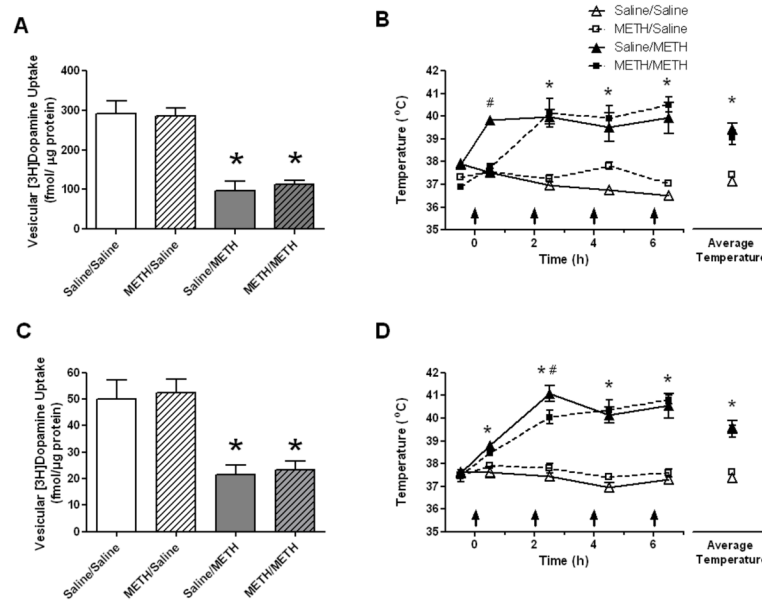 A
Vesicular [3H]Dopamine Uptake
(fmol/ µg protein)
400
300
200
100
0
*
*
Saline/Saline
METH/Saline
Saline/METH
METH/METH
B
Saline/Saline
METH/Saline
Saline/METH
METH/METH
Temperature (°C)
42
41
40
39
38
37
36
35
#
*
*
*
*
0
2
4
6
Time (h)
Average
Temperature
C
Vesicular [3H]Dopamine Uptake
(fmol/µg protein)
60
50
40
30
20
10
0
*
*
Saline/Saline
METH/Saline
Saline/METH
METH/METH
D
Temperature (°C)
42
41
40
39
38
37
36
35
*
* #
*
*
*
0
2
4
6
Time (h)
Average
Temperature